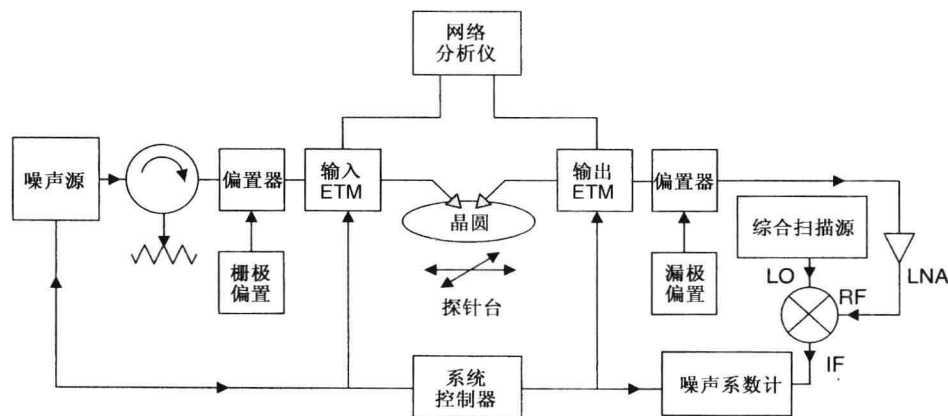 网络
分析仪
噪声源
偏置器
输入
ETM
输出
ETM
偏置器
晶圆
综合扫描源
栅极
偏置
漏极
偏置
LO
LNA
RF
探针台
IF
系统
控制器
噪声系数计